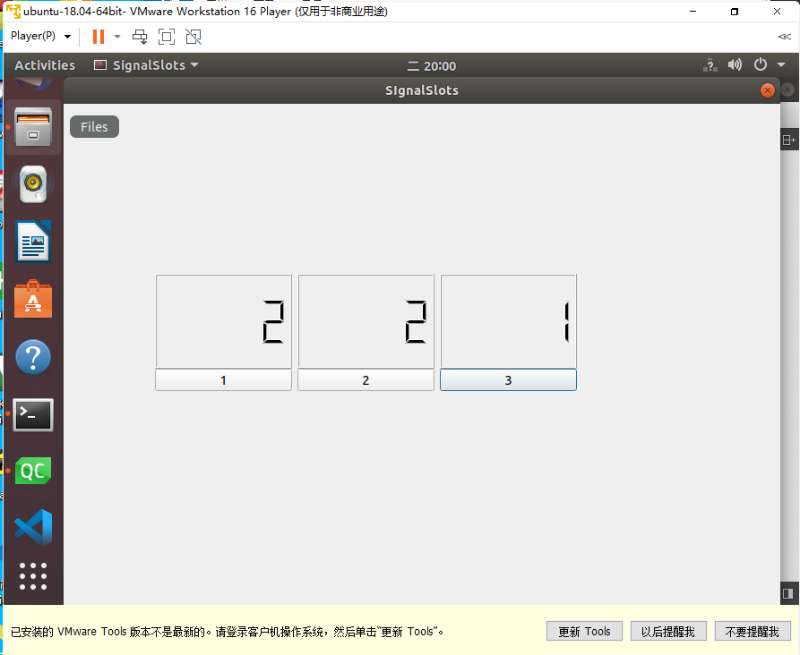 ubuntu-18.04-64bit- VMware Workstation 16 Player (仅用于非商业用途)
Player(P)
Activities SignalSlots 二 20:00
SignalSlots
Files
2 2 1
1 2 3
QC
已安装的 VMware Tools 版本不是最新的。请登录客户机操作系统，然后单击“更新 Tools”。 更新 Tools 以后提醒我 不要提醒我